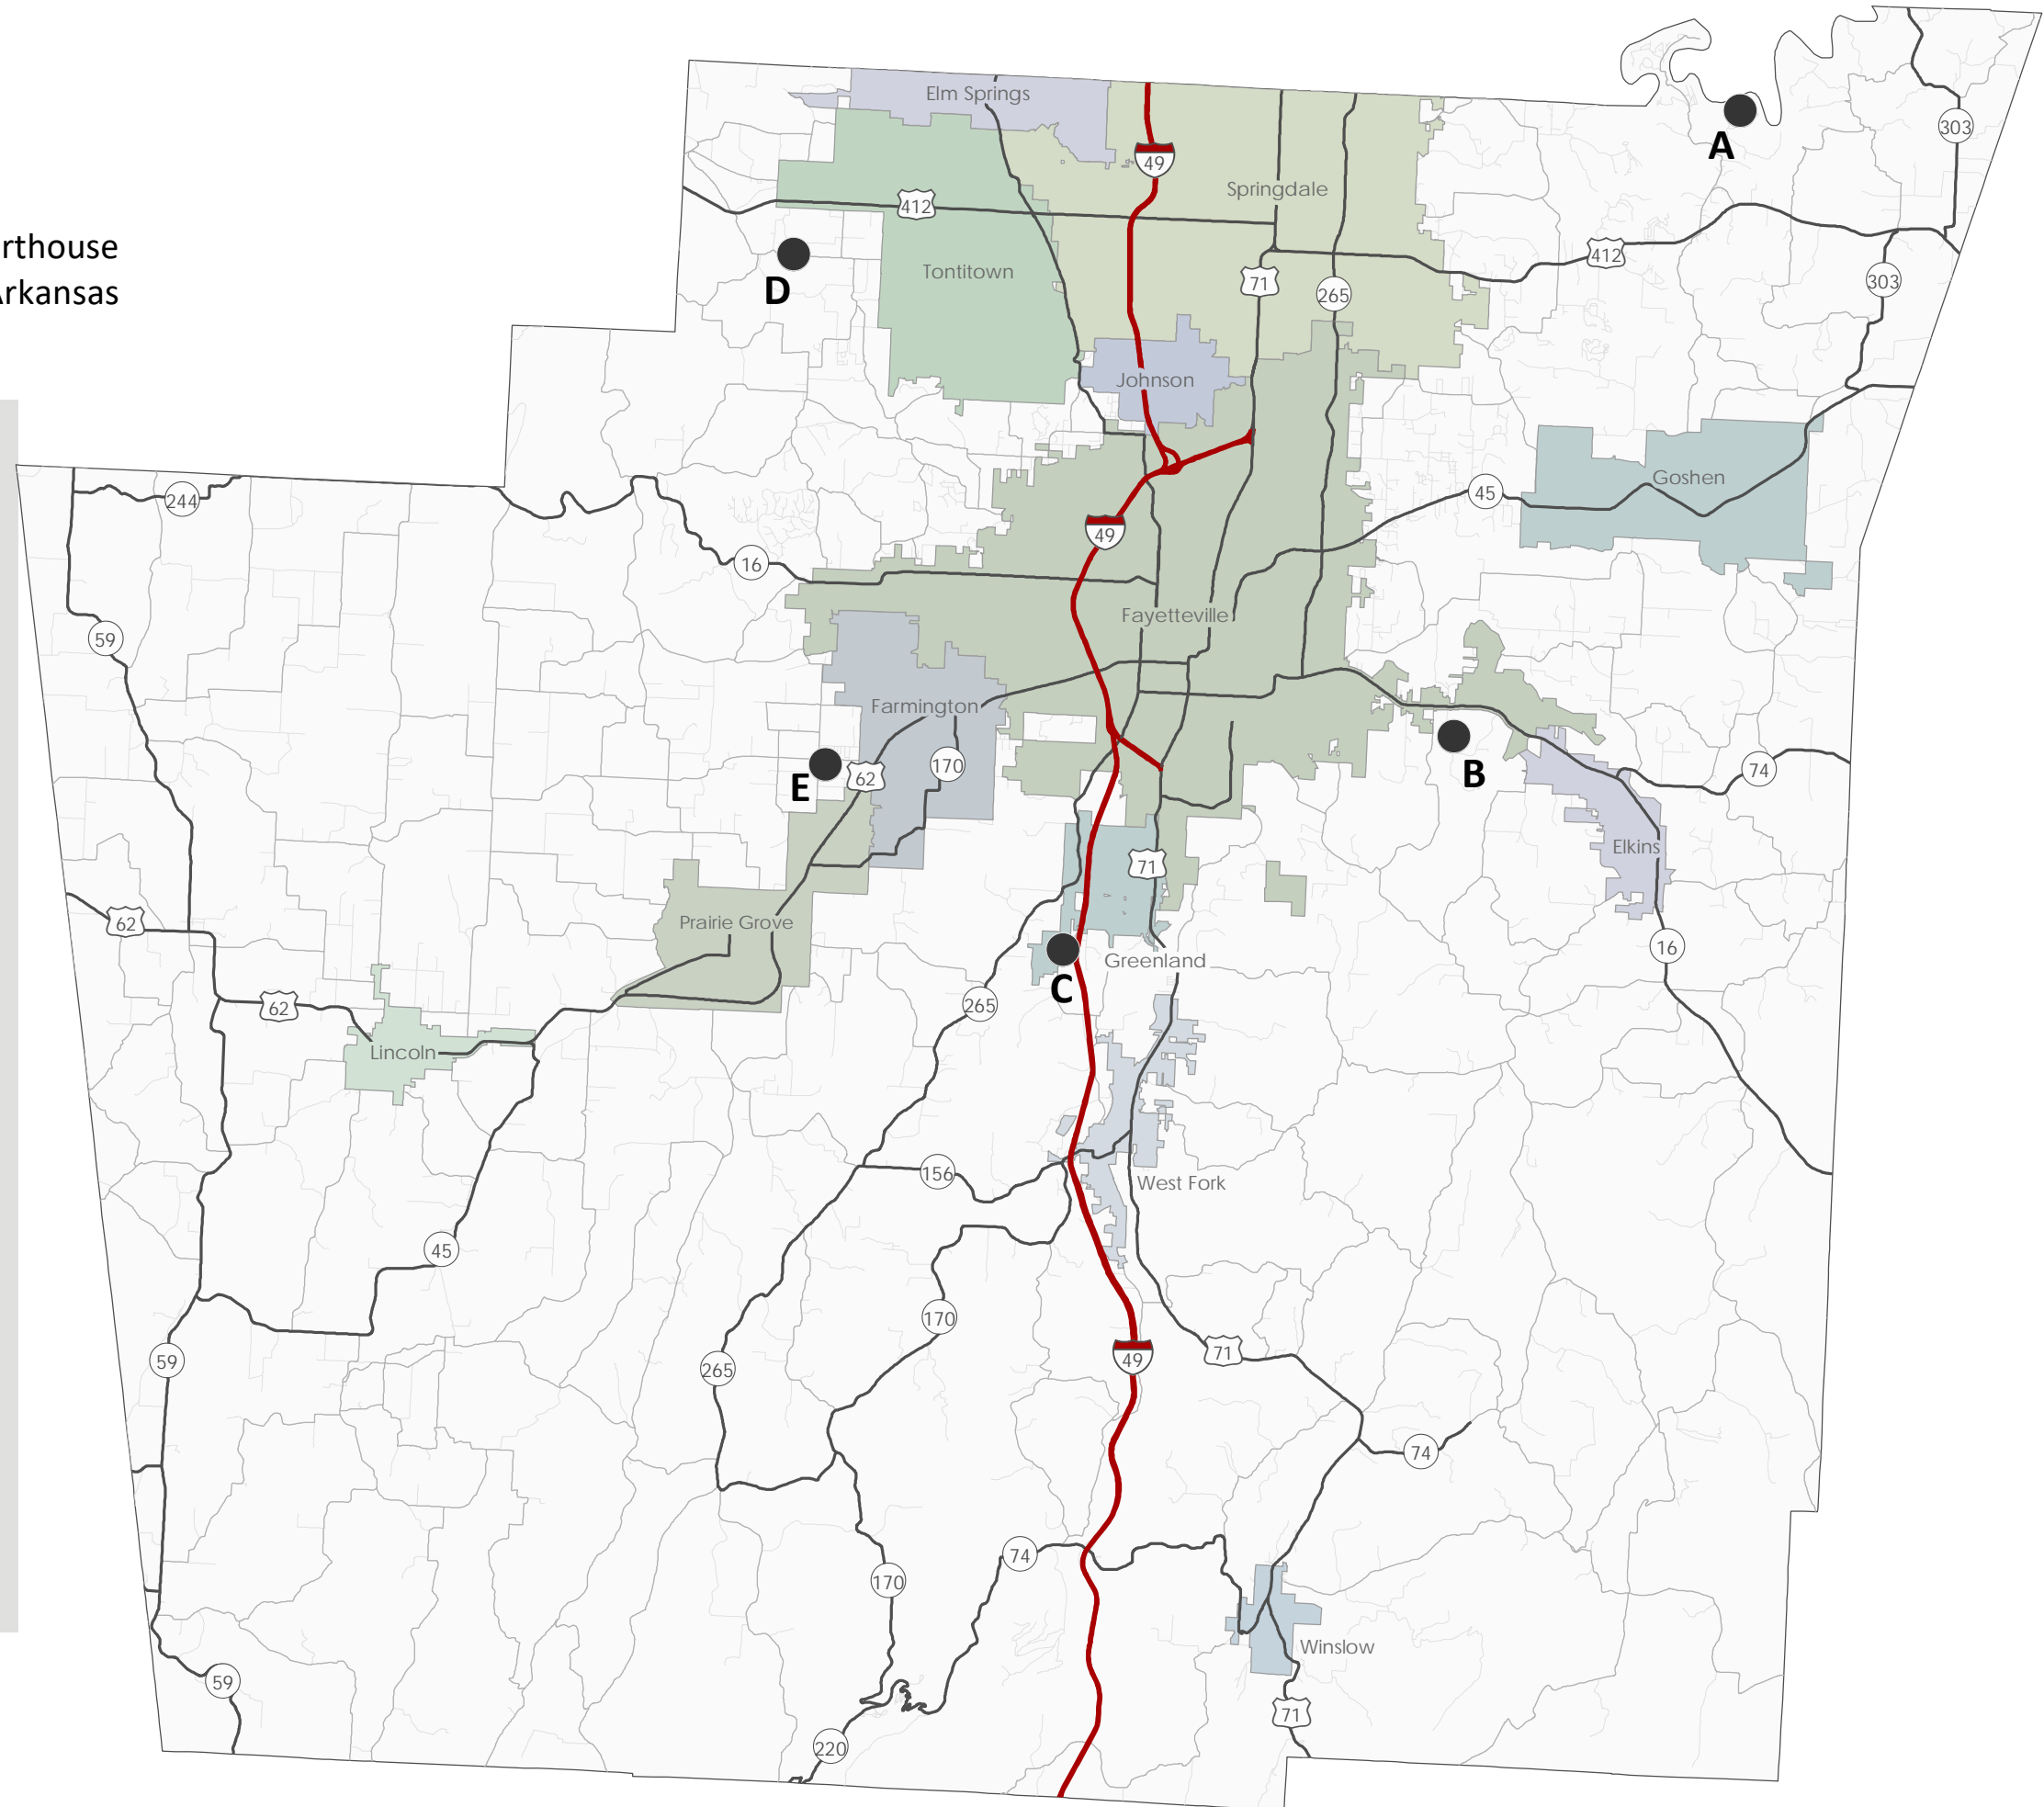 Elm Springs
303
A
49
Springdale
412
rthouse
412
303
Tontitown
D
71
265
rkansas
Johnson
Goshen
45
244
49
16
Fayetteville
59
Farmington
E
62
170
B
74
Elkins
71
Prairie Grove
62
16
C
Greenland
265
62
Lincoln
156
West Fork
45
170
59
265
49
71
74
74
170
Winslow
59
71
220